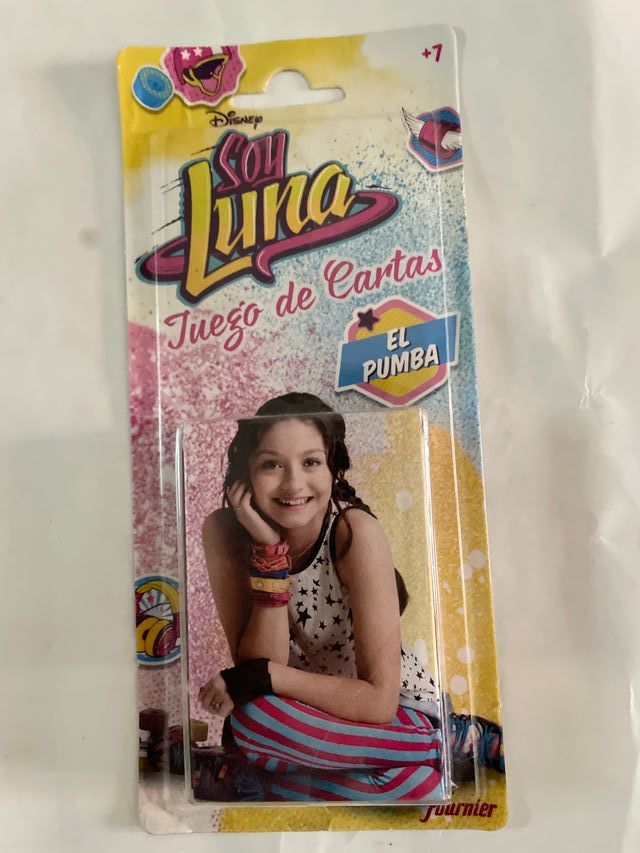 +7
Disney
Soy
Luna
Juego de Cartas
EL
PUMBA
fournier